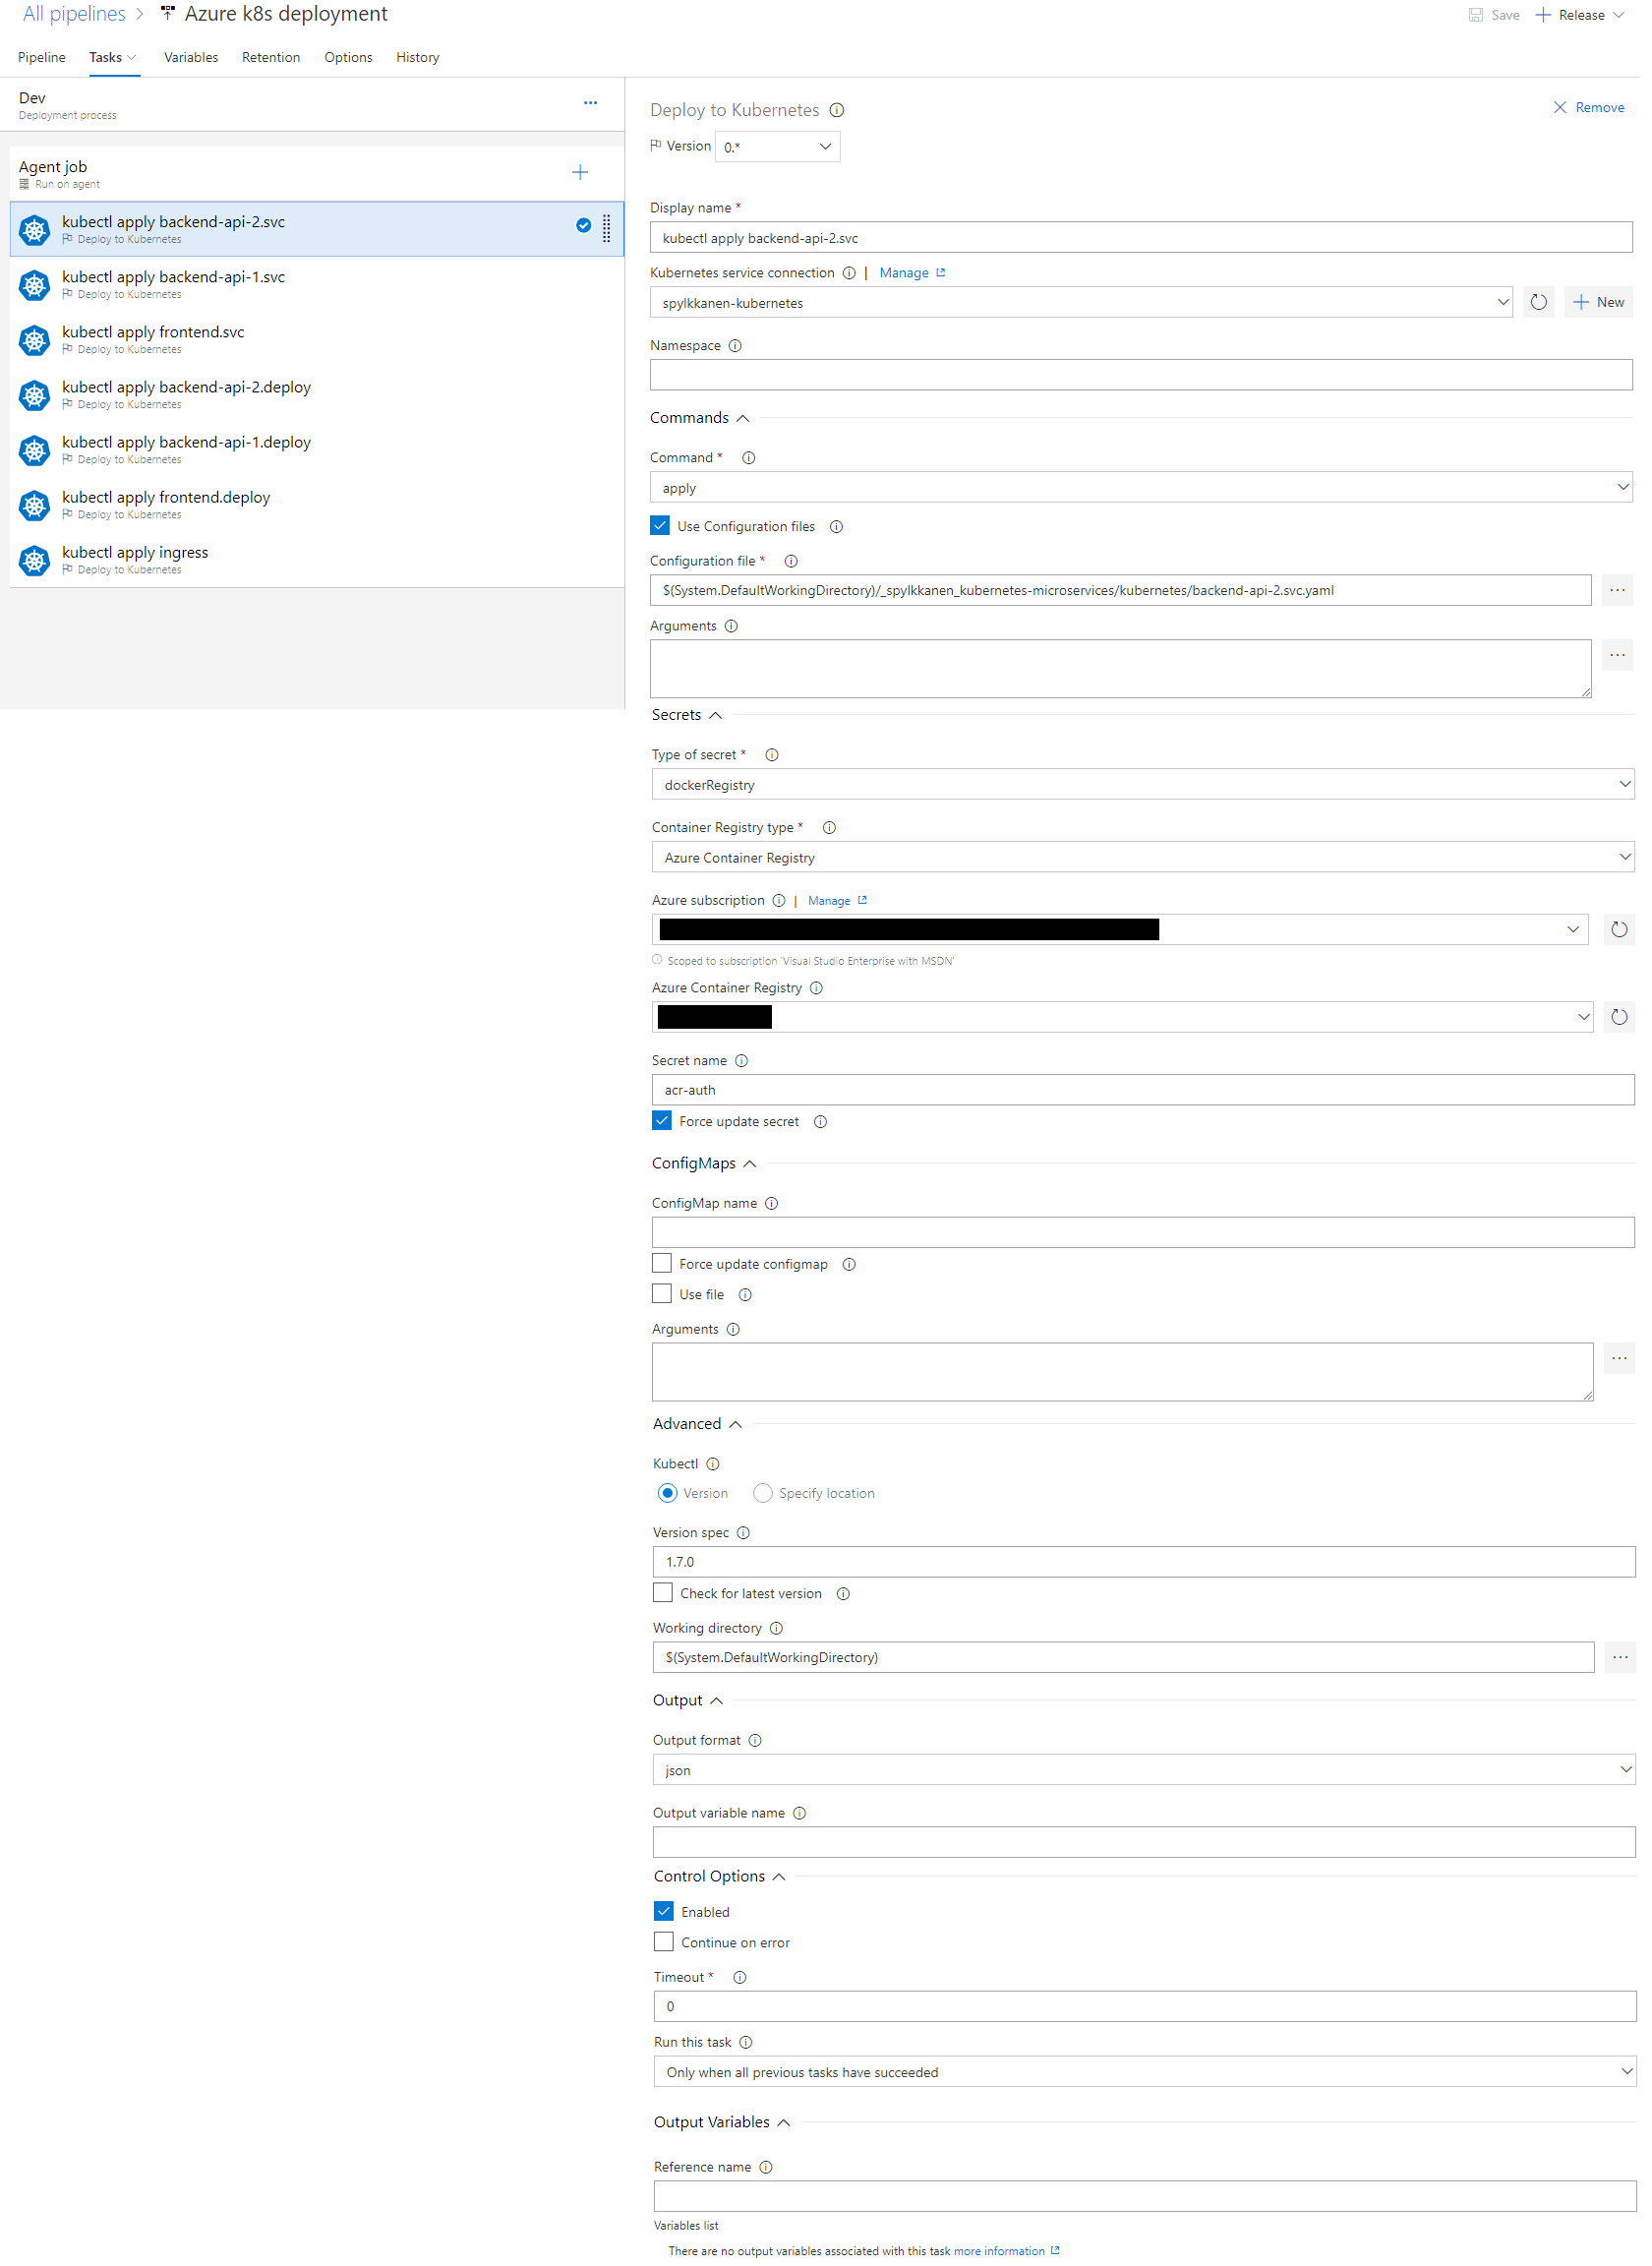 All pipelines > Azure k8s deployment
Save + Release
Pipeline Tasks Variables Retention Options History
Dev
Deployment process
...
Agent job
Run on agent
kubectl apply backend-api-2.svc
Deploy to Kubernetes
kubectl apply backend-api-1.svc
Deploy to Kubernetes
kubectl apply frontend.svc
Deploy to Kubernetes
kubectl apply backend-api-2.deploy
Deploy to Kubernetes
kubectl apply backend-api-1.deploy
Deploy to Kubernetes
kubectl apply frontend.deploy
Deploy to Kubernetes
kubectl apply ingress
Deploy to Kubernetes
Deploy to Kubernetes
Remove
Version 0.*
Display name *
kubectl apply backend-api-2.svc
Kubernetes service connection | Manage
spylkkanen-kubernetes
+ New
Namespace
Commands
Command *
apply
Use Configuration files
Configuration file *
$(System.DefaultWorkingDirectory)/_spylkkanen_kubernetes-microservices/kubernetes/backend-api-2.svc.yaml
...
Arguments
...
Secrets
Type of secret *
dockerRegistry
Container Registry type *
Azure Container Registry
Azure subscription | Manage
Scoped to subscription 'Visual Studio Enterprise with MSDN'
Azure Container Registry
Secret name
acr-auth
Force update secret
ConfigMaps
ConfigMap name
Force update configmap
Use file
Arguments
...
Advanced
Kubectl
Version Specify location
Version spec
1.7.0
Check for latest version
Working directory
$(System.DefaultWorkingDirectory)
...
Output
Output format
json
Output variable name
Control Options
Enabled
Continue on error
Timeout *
0
Run this task
Only when all previous tasks have succeeded
Output Variables
Reference name
Variables list
There are no output variables associated with this task more information